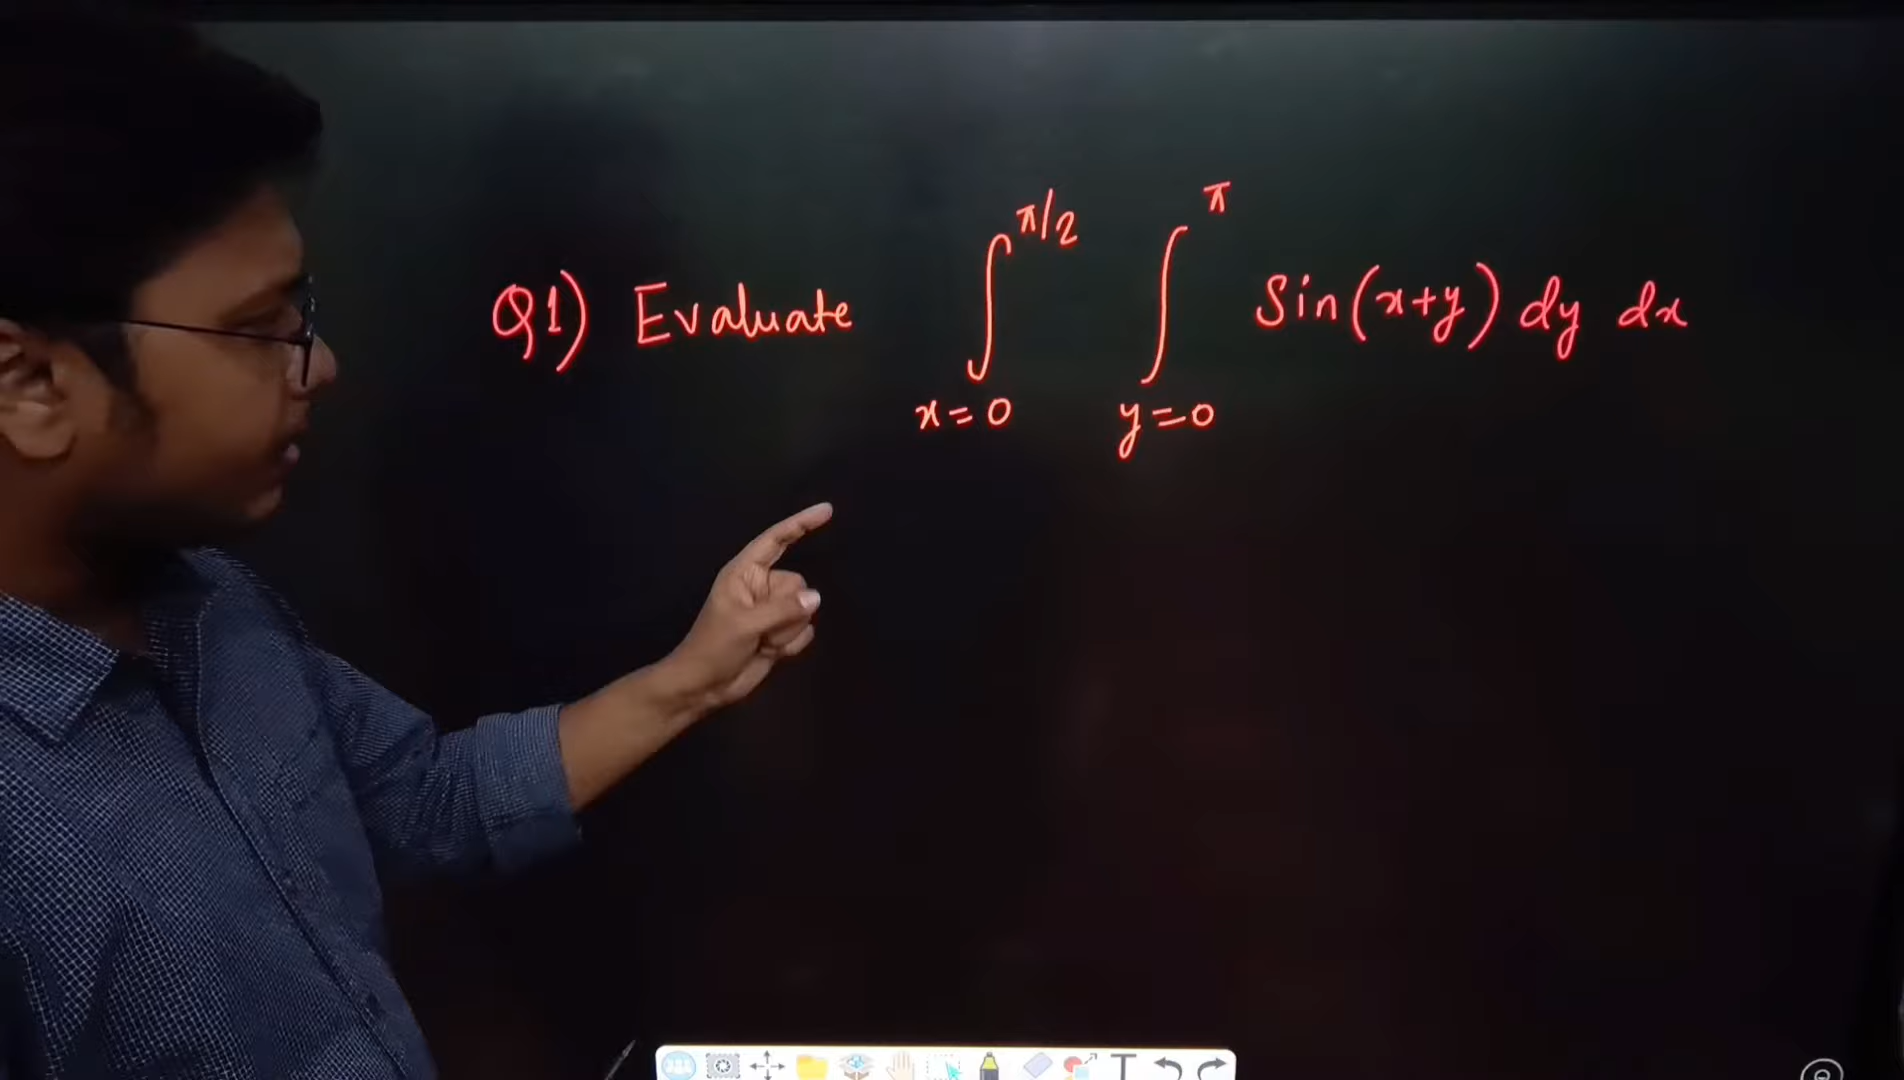 Q1) Evaluate ∫_{x=0}^{π/2} ∫_{y=0}^{π} Sin(x+y) dy dx